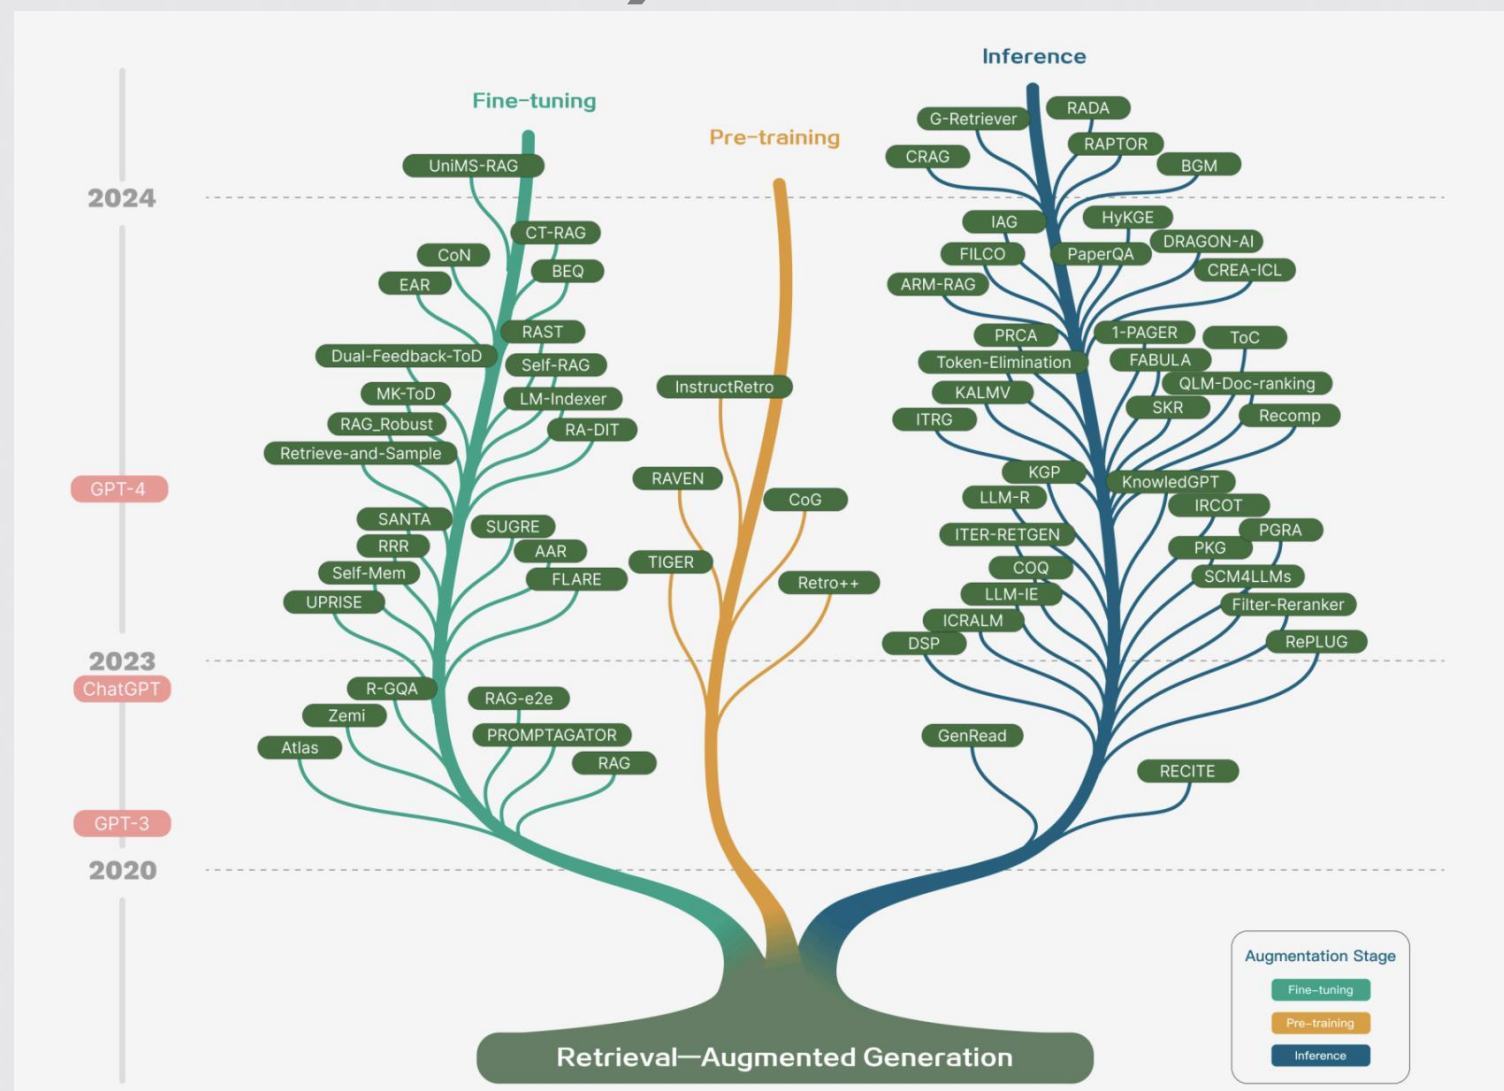 Inference
Fine-tuning
Pre-training
G-Retriever
RADA
RAPTOR
CRAG
BGM
UniMS-RAG
2024
IAG
HyKGE
CT-RAG
DRAGON-AI
CoN
FILCO
PaperQA
BEQ
CREA-ICL
EAR
ARM-RAG
RAST
PRCA
1-PAGER
ToC
Dual-Feedback-ToD
Self-RAG
Token-Elimination
FABULA
InstructRetro
QLM-Doc-ranking
MK-ToD
LM-Indexer
KALMV
SKR
Recomp
RAG_Robust
RA-DIT
ITRG
Retrieve-and-Sample
RAVEN
KGP
KnowledGPT
GPT-4
CoG
LLM-R
IRCOT
SANTA
SUGRE
ITER-RETGEN
PGRA
RRR
AAR
PKG
TIGER
COQ
Self-Mem
FLARE
Retro++
SCM4LLMs
UPRISE
LLM-IE
Filter-Reranker
ICRALM
DSP
RePLUG
2023
ChatGPT
R-GQA
RAG-e2e
Zemi
PROMPTAGATOR
GenRead
Atlas
RAG
RECITE
GPT-3
2020
Augmentation Stage
Fine-tuning
Pre-training
Inference
Retrieval—Augmented Generation